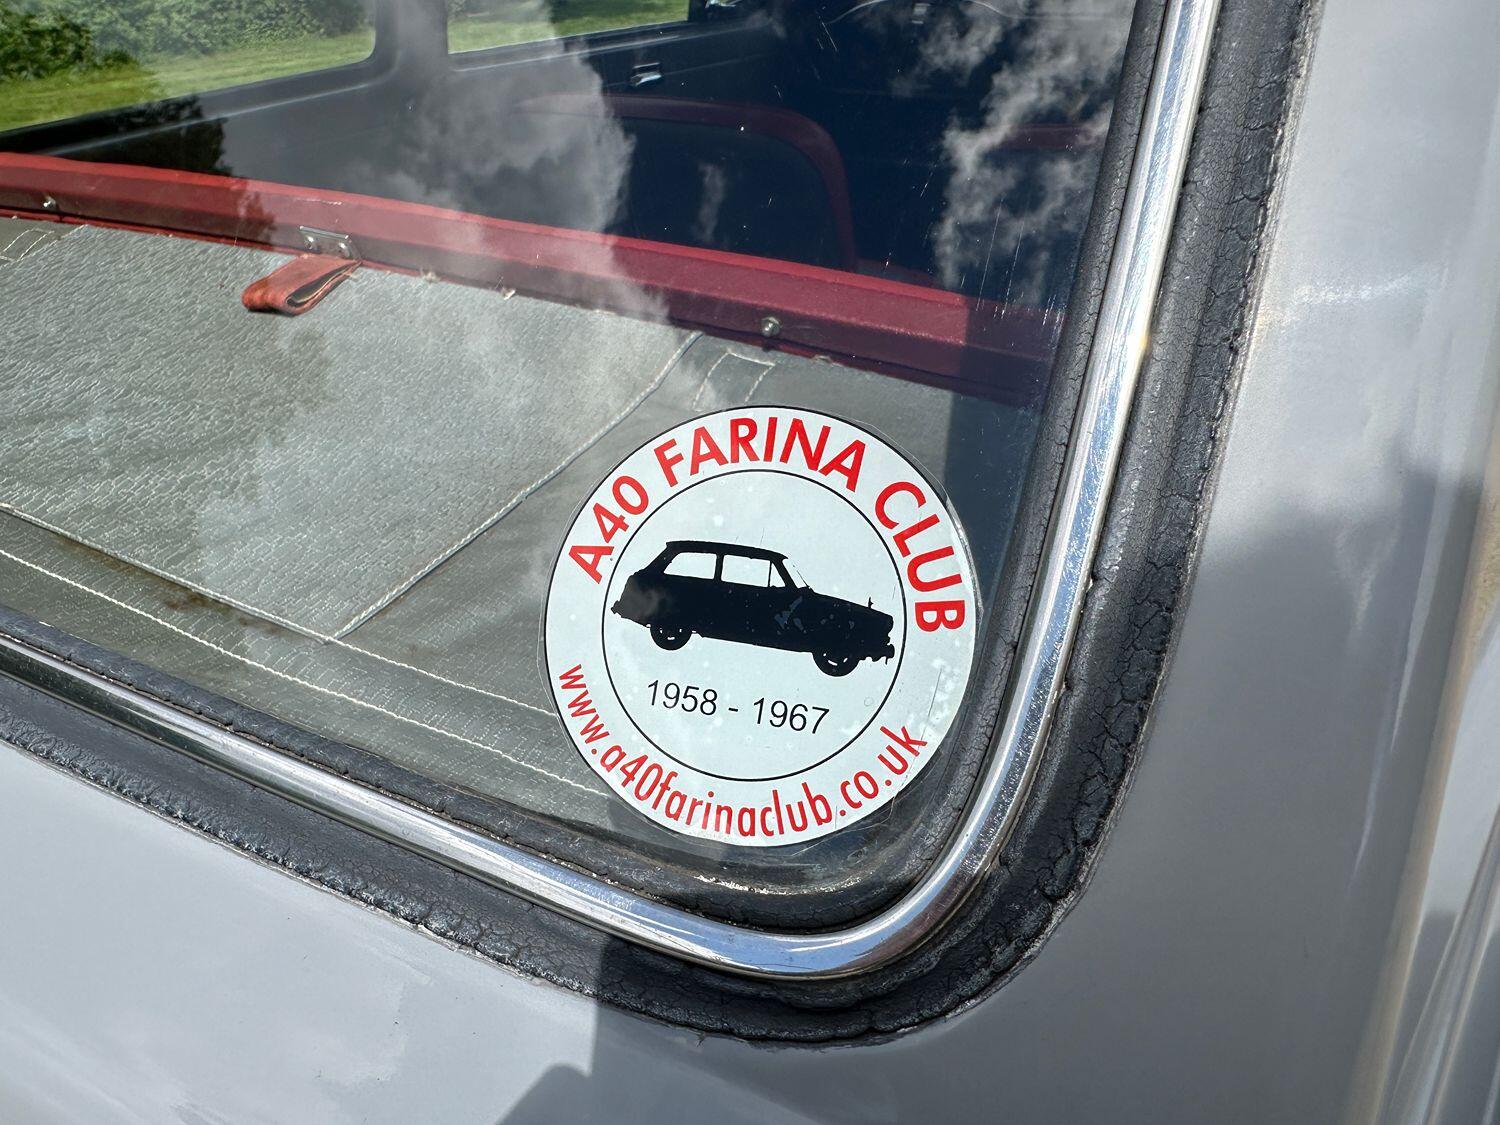 A40 FARINA CLUB
1958 - 1967
www.a40farinaclub.co.uk